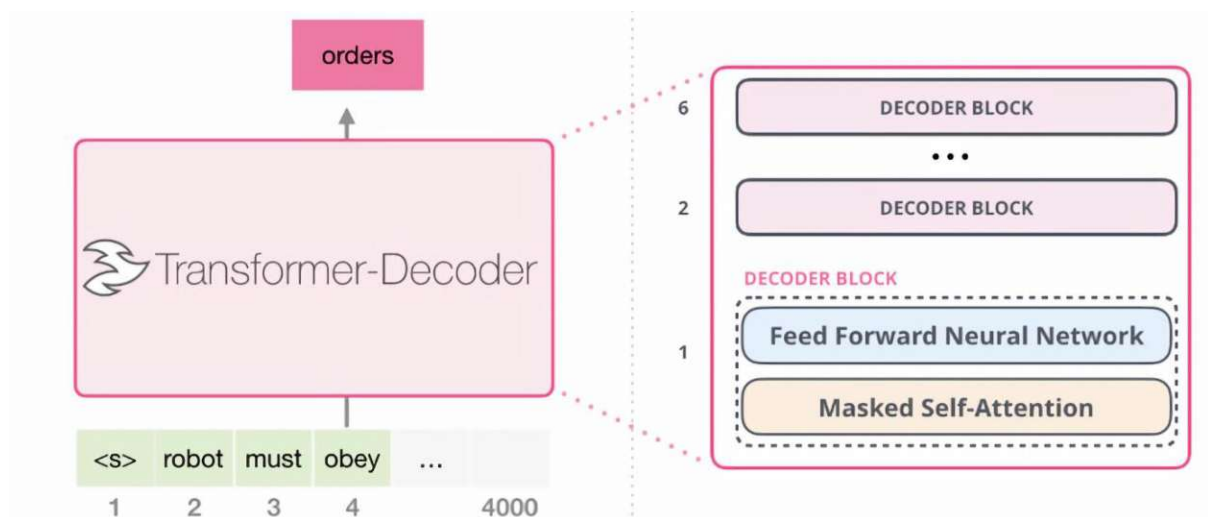 orders
Transformer-Decoder
<s> robot must obey ...
1 2 3 4 4000
6 DECODER BLOCK
...
2 DECODER BLOCK
DECODER BLOCK
1
Feed Forward Neural Network
Masked Self-Attention